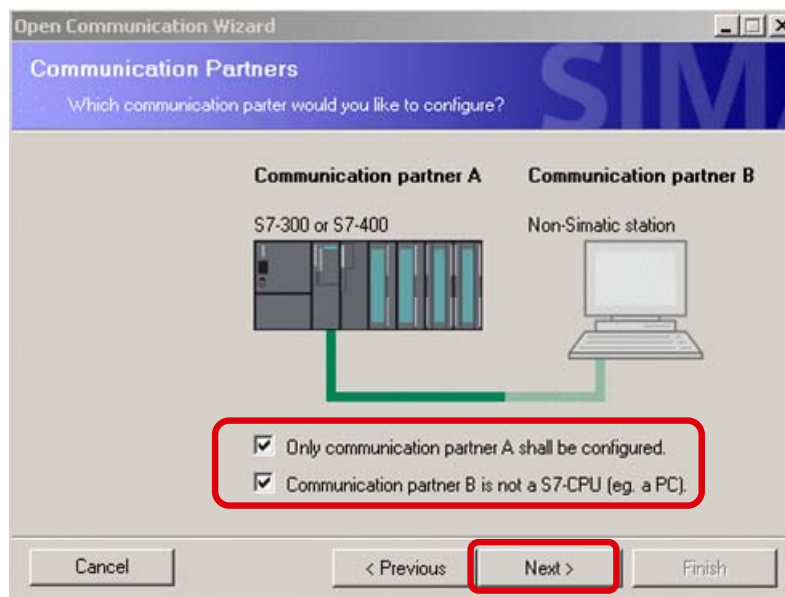 Open Communication Wizard
Communication Partners
Which communication parter would you like to configure?
SIMA
Communication partner A
Communication partner B
S7-300 or S7-400
Non-Simatic station
Only communication partner A shall be configured.
Communication partner B is not a S7-CPU (eg. a PC).
Cancel
< Previous
Next >
Finish